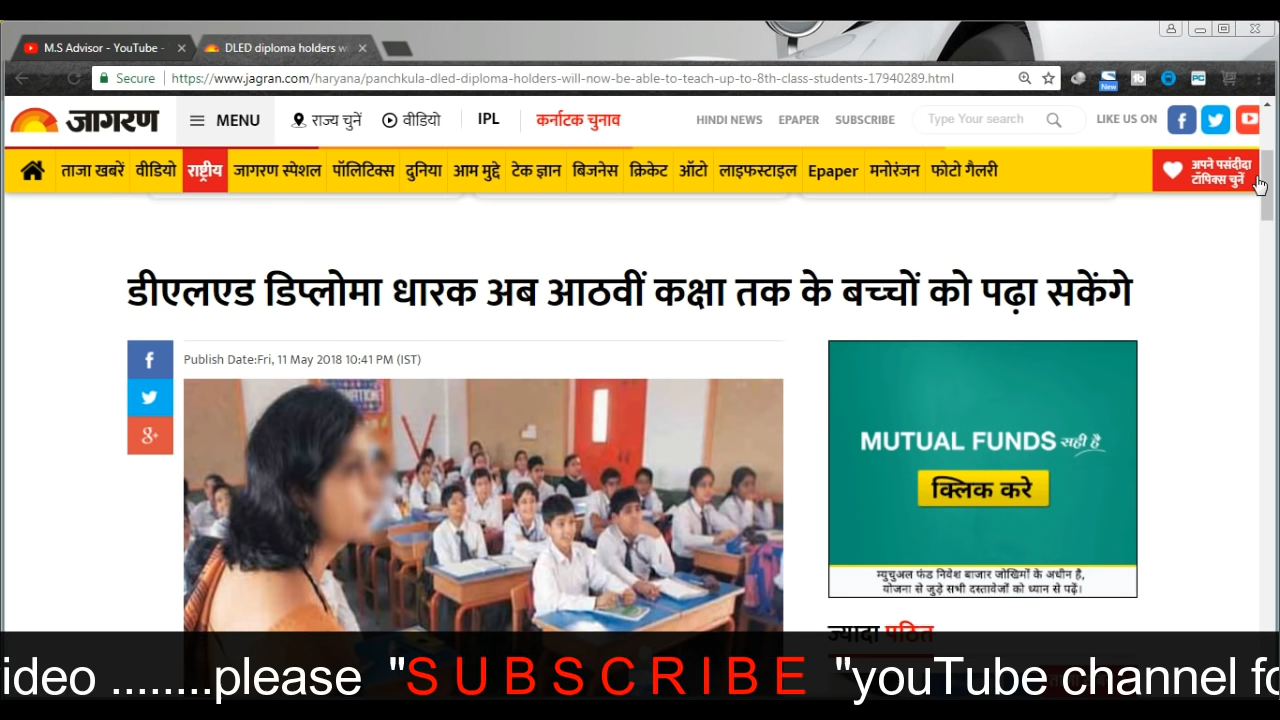 M.S Advisor - YouTube -
DLED diploma holders w
Secure
https://www.jagran.com/haryana/panchkula-dled-diploma-holders-will-now-be-able-to-teach-up-to-8th-class-students-17940289.html
New
जागरण
MENU
राज्य चुनें
वीडियो
IPL
कर्नाटक चुनाव
HINDI NEWS
EPAPER
SUBSCRIBE
Type Your search
LIKE US ON
ताजा खबरें वीडियो राष्ट्रीय जागरण स्पेशल पॉलिटिक्स दुनिया आम मुद्दे टेक ज्ञान बिजनेस क्रिकेट ऑटो लाइफस्टाइल Epaper मनोरंजन फोटो गैलरी
अपने पसंदीदा
टॉपिक्स चुनें
डीएलएड डिप्लोमा धारक अब आठवीं कक्षा तक के बच्चों को पढ़ा सकेंगे
Publish Date:Fri, 11 May 2018 10:41 PM (IST)
MUTUAL FUNDS सही है
क्लिक करे
म्युचुअल फंड निवेश बाजार जोखिमों के अधीन है,
योजना से जुड़े सभी दस्तावेजों को ध्यान से पढ़ें।
ज्यादा पठित
ideo ........please "S U B S C R I B E "youTube channel fo